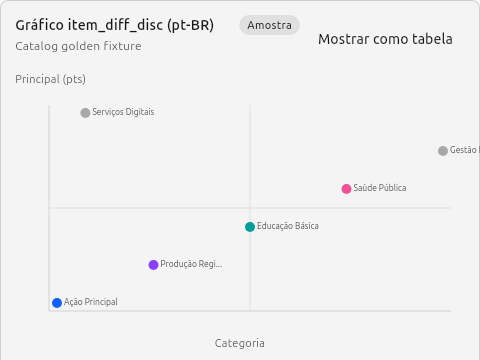 Gráfico item_diff_disc (pt-BR)
Amostra
Catalog golden fixture
Mostrar como tabela
Principal (pts)
Serviços Digitais
Gestão
Saúde Pública
Educação Básica
Produção Regi...
Ação Principal
Categoria